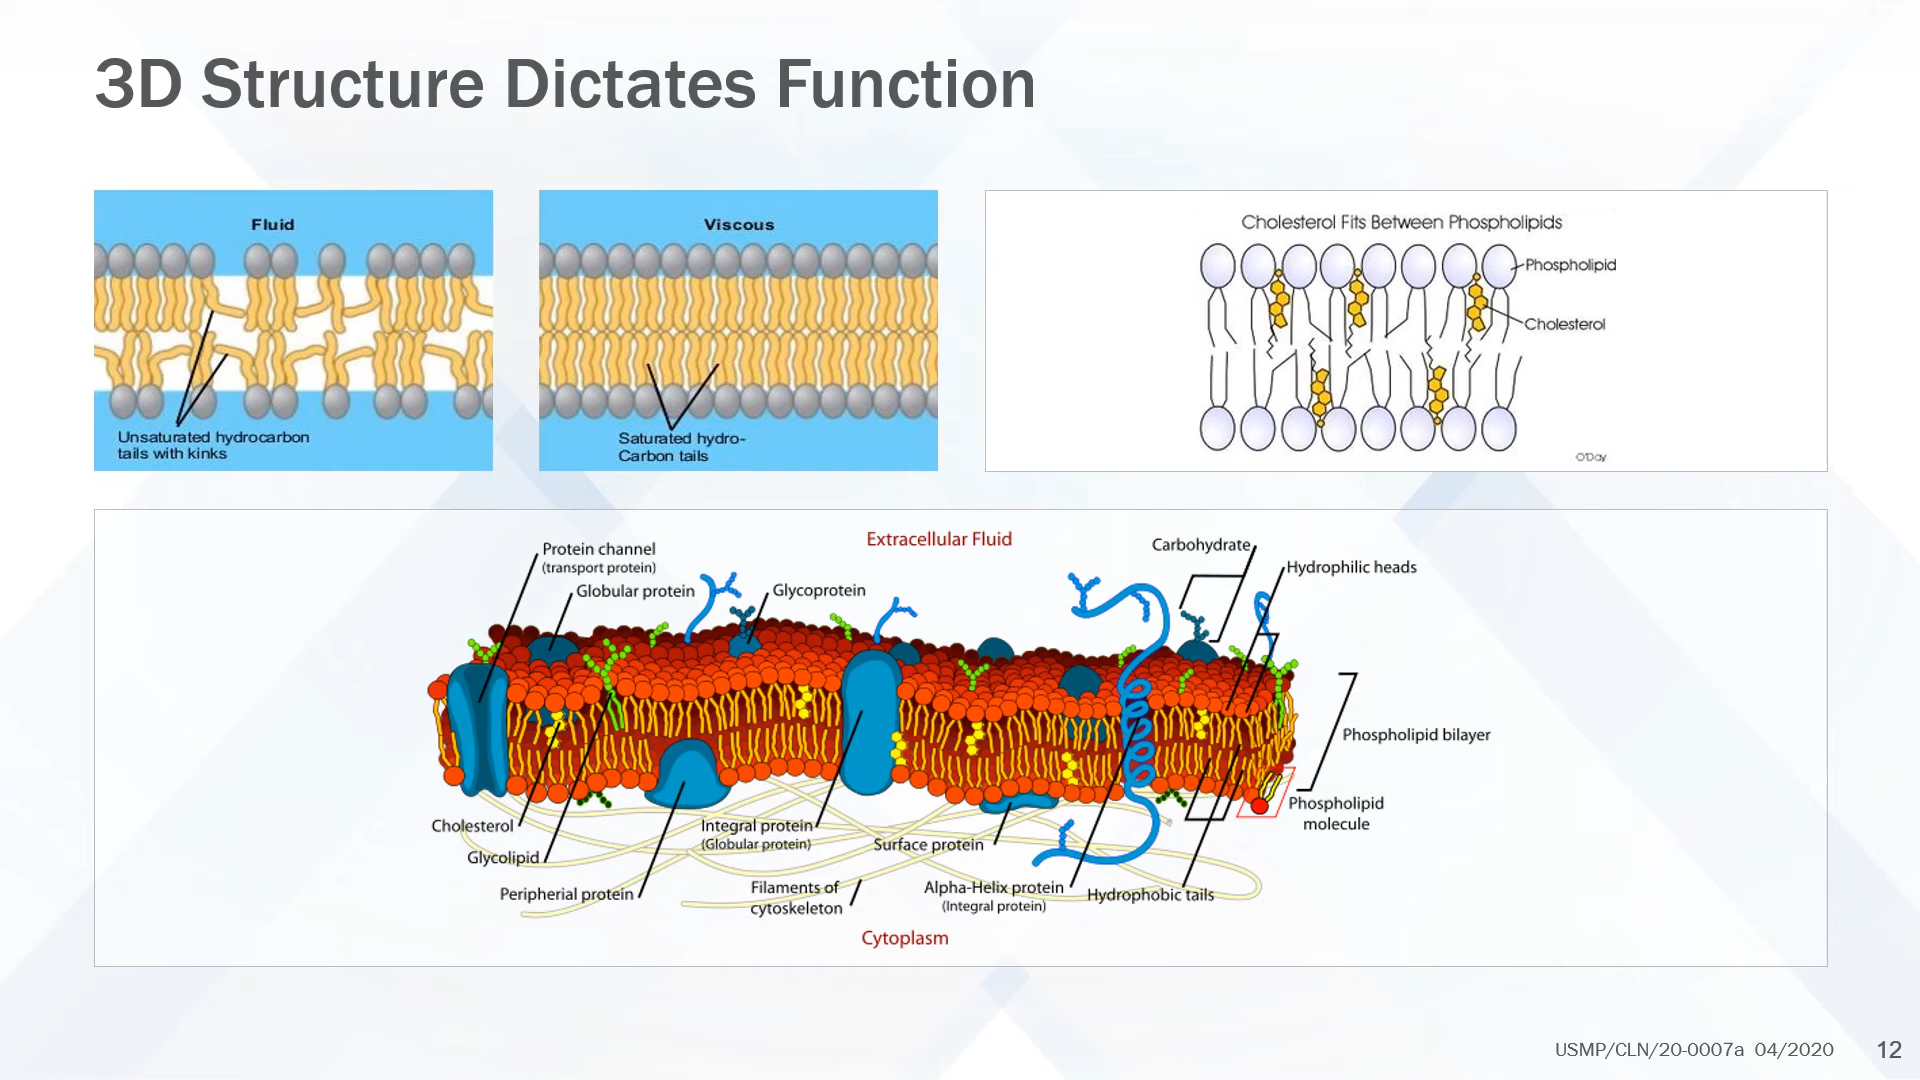 3D Structure Dictates Function
Fluid
Unsaturated hydrocarbon
tails with kinks
Viscous
Saturated hydro-
Carbon tails
Cholesterol Fits Between Phospholipids
Phospholipid
Cholesterol
O'Day
Extracellular Fluid
Protein channel
(transport protein)
Globular protein
Glycoprotein
Carbohydrate
Hydrophilic heads
Phospholipid bilayer
Phospholipid
molecule
Cholesterol
Glycolipid
Peripherial protein
Integral protein
(Globular protein)
Filaments of
cytoskeleton
Surface protein
Alpha-Helix protein
(Integral protein)
Hydrophobic tails
Cytoplasm
USMP/CLN/20-0007a 04/2020
12